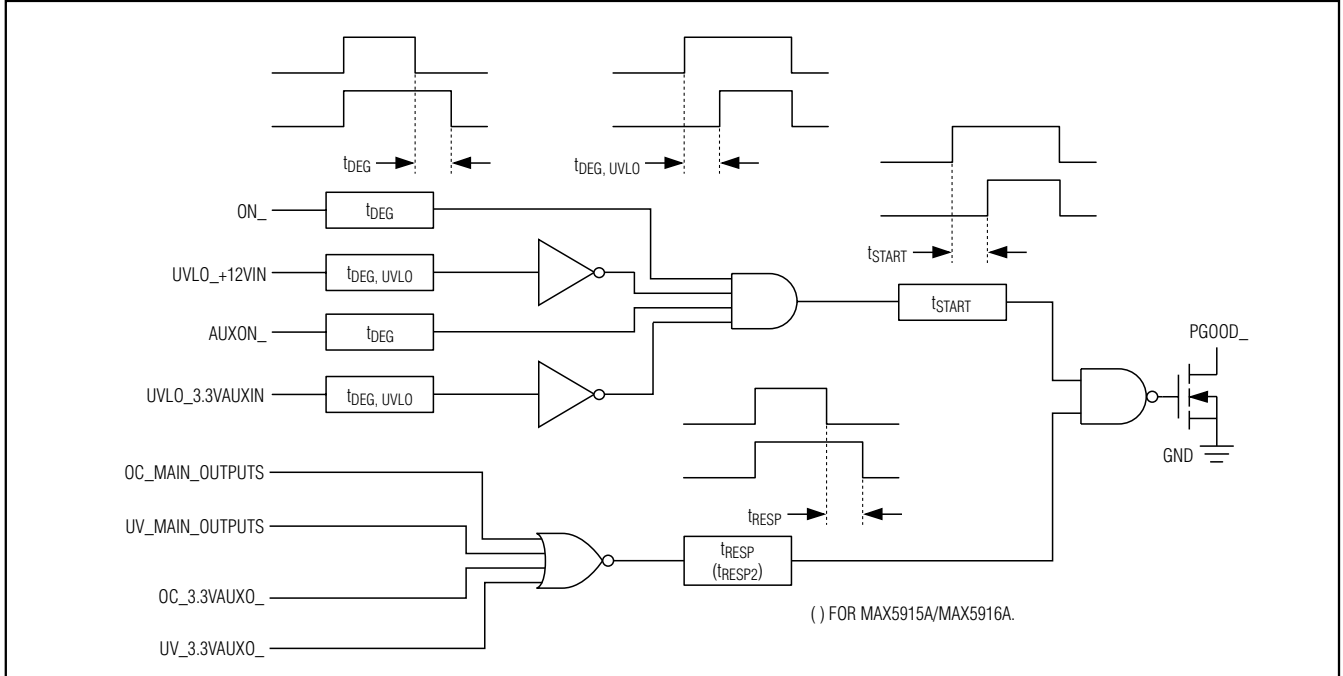 tDEG
tDEG, UVLO
tSTART
ON_
tDEG
UVLO_+12VIN
tDEG, UVLO
AUXON_
tDEG
UVLO_3.3VAUXIN
tDEG, UVLO
tSTART
PGOOD_
GND
OC_MAIN_OUTPUTS
UV_MAIN_OUTPUTS
OC_3.3VAUXO_
UV_3.3VAUXO_
tRESP
tRESP
(tRESP2)
( ) FOR MAX5915A/MAX5916A.